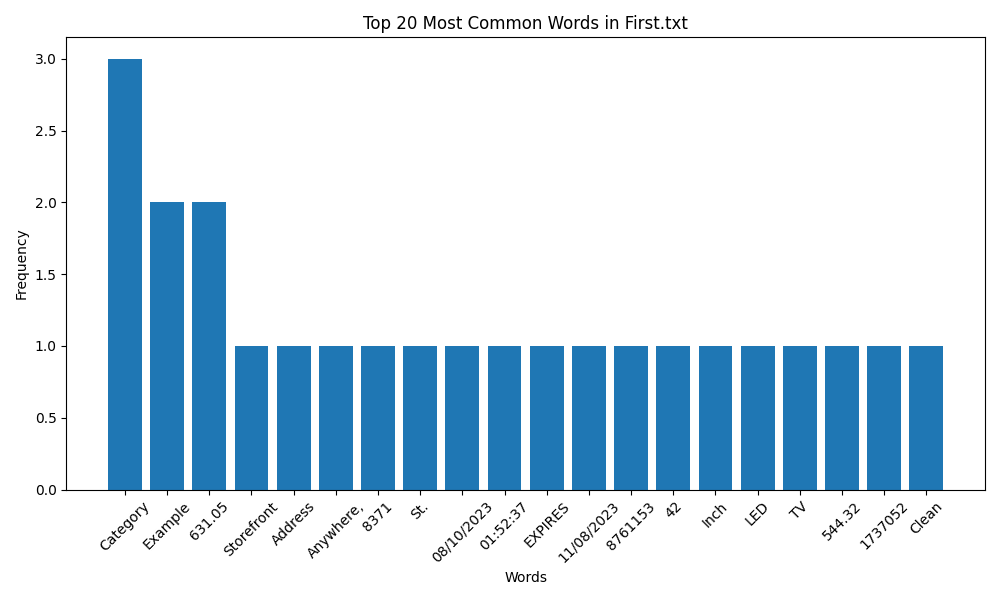 Top 20 Most Common Words in First.txt
Frequency
3.0
2.5
2.0
1.5
1.0
0.5
0.0
Category
Example
631.05
Storefront
Address
Anywhere,
8371
St.
08/10/2023
01:52:37
EXPIRES
11/08/2023
8761153
42
Inch
LED
TV
544.32
1737052
Clean
Words